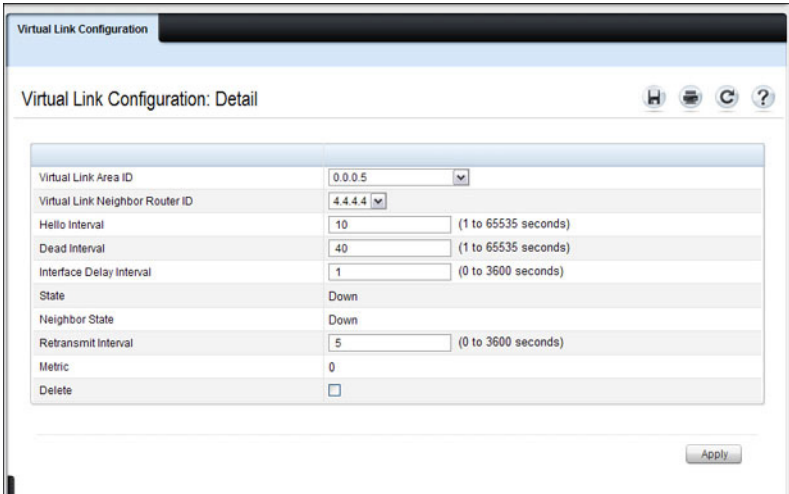 Virtual Link Configuration
Virtual Link Configuration: Detail
?
Virtual Link Area ID 0.0.0.5
Virtual Link Neighbor Router ID 4.4.4.4
Hello Interval 10 (1 to 65535 seconds)
Dead Interval 40 (1 to 65535 seconds)
Interface Delay Interval 1 (0 to 3600 seconds)
State Down
Neighbor State Down
Retransmit Interval 5 (0 to 3600 seconds)
Metric 0
Delete
Apply